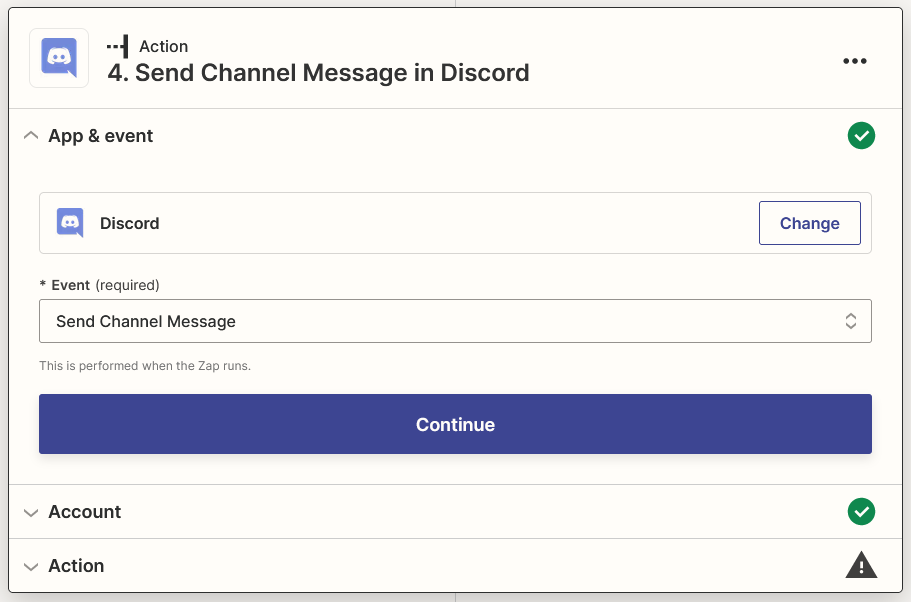 Action
4. Send Channel Message in Discord
App & event
Discord
Change
* Event (required)
Send Channel Message
This is performed when the Zap runs.
Continue
Account
Action